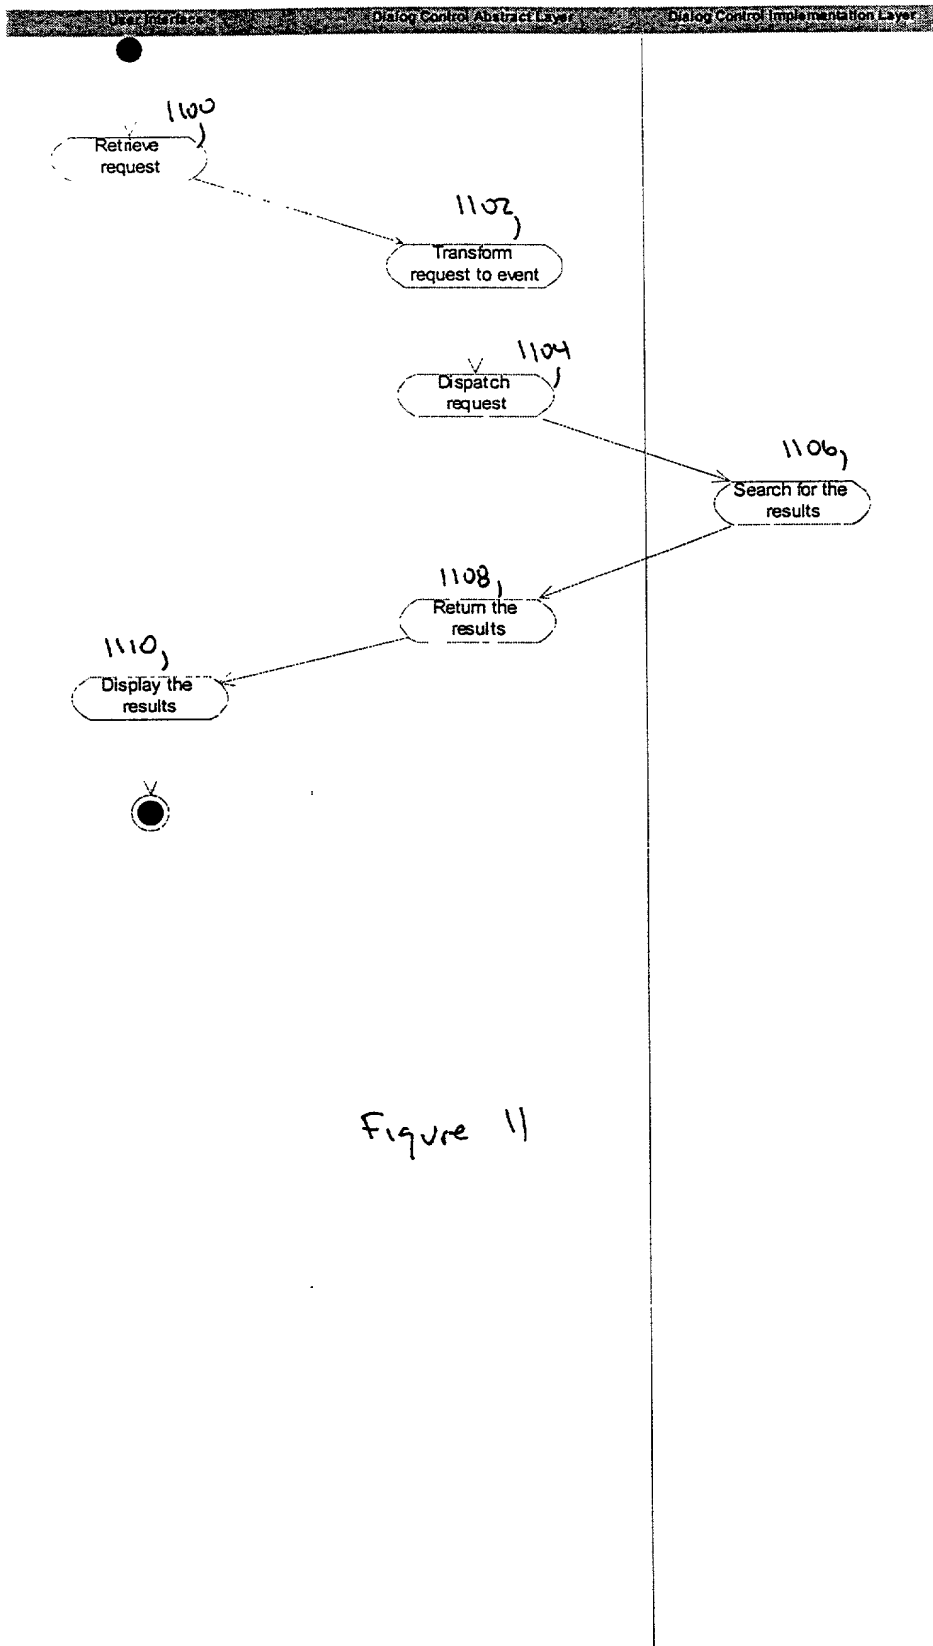 User Interface
Dialog Control Abstract Layer
Dialog Control Implementation Layer
1100
Retrieve
request
1102
Transform
request to event
1104
Dispatch
request
1106
Search for the
results
1108
Return the
results
1110
Display the
results
Figure 11